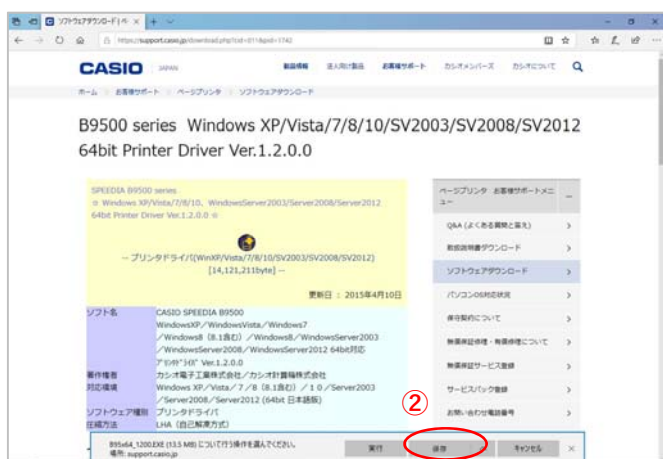 ソフトウェアダウンロード | ペ
https://support.casio.jp/download.php?cid=011&pid=1742
CASIO JAPAN
製品情報 法人向け製品 お客様サポート カシオメンバーズ カシオについて
ホーム お客様サポート ページプリンタ ソフトウェアダウンロード
B9500 series Windows XP/Vista/7/8/10/SV2003/SV2008/SV2012
64bit Printer Driver Ver.1.2.0.0
SPEEDIA B9500 series
☆ Windows XP/Vista/7/8/10、WindowsServer2003/Server2008/Server2012
64bit Printer Driver Ver.1.2.0.0 ☆
-- プリンタドライバ(WinXP/Vista/7/8/10/SV2003/SV2008/SV2012)
[14,121,211byte] --
更新日 : 2015年4月10日
ソフト名 CASIO SPEEDIA B9500
WindowsXP/WindowsVista/Windows7
/Windows8(8.1含む)/Windows8/WindowsServer2003
/WindowsServer2008/WindowsServer2012 64bit対応
プリンタドライバ Ver.1.2.0.0
著作権者 カシオ電子工業株式会社/カシオ計算機株式会社
対応環境 Windows XP/Vista/7/8(8.1含む)/10/Server2003
/Server2008/Server2012 (64bit 日本語版)
ソフトウェア種別 プリンタドライバ
圧縮方法 LHA(自己解凍方式)
ページプリンタ お客様サポートメニ
ュー
Q&A (よくある質問と答え)
取扱説明書ダウンロード
ソフトウェアダウンロード
パソコンOS対応状況
保守契約について
無償保証修理・有償修理について
無償保証サービス登録
サービスパック登録
お問い合わせ電話番号
②
B95x64_1200.EXE (13.5 MB) について行う操作を選んでください。
場所: support.casio.jp
実行 保存 キャンセル